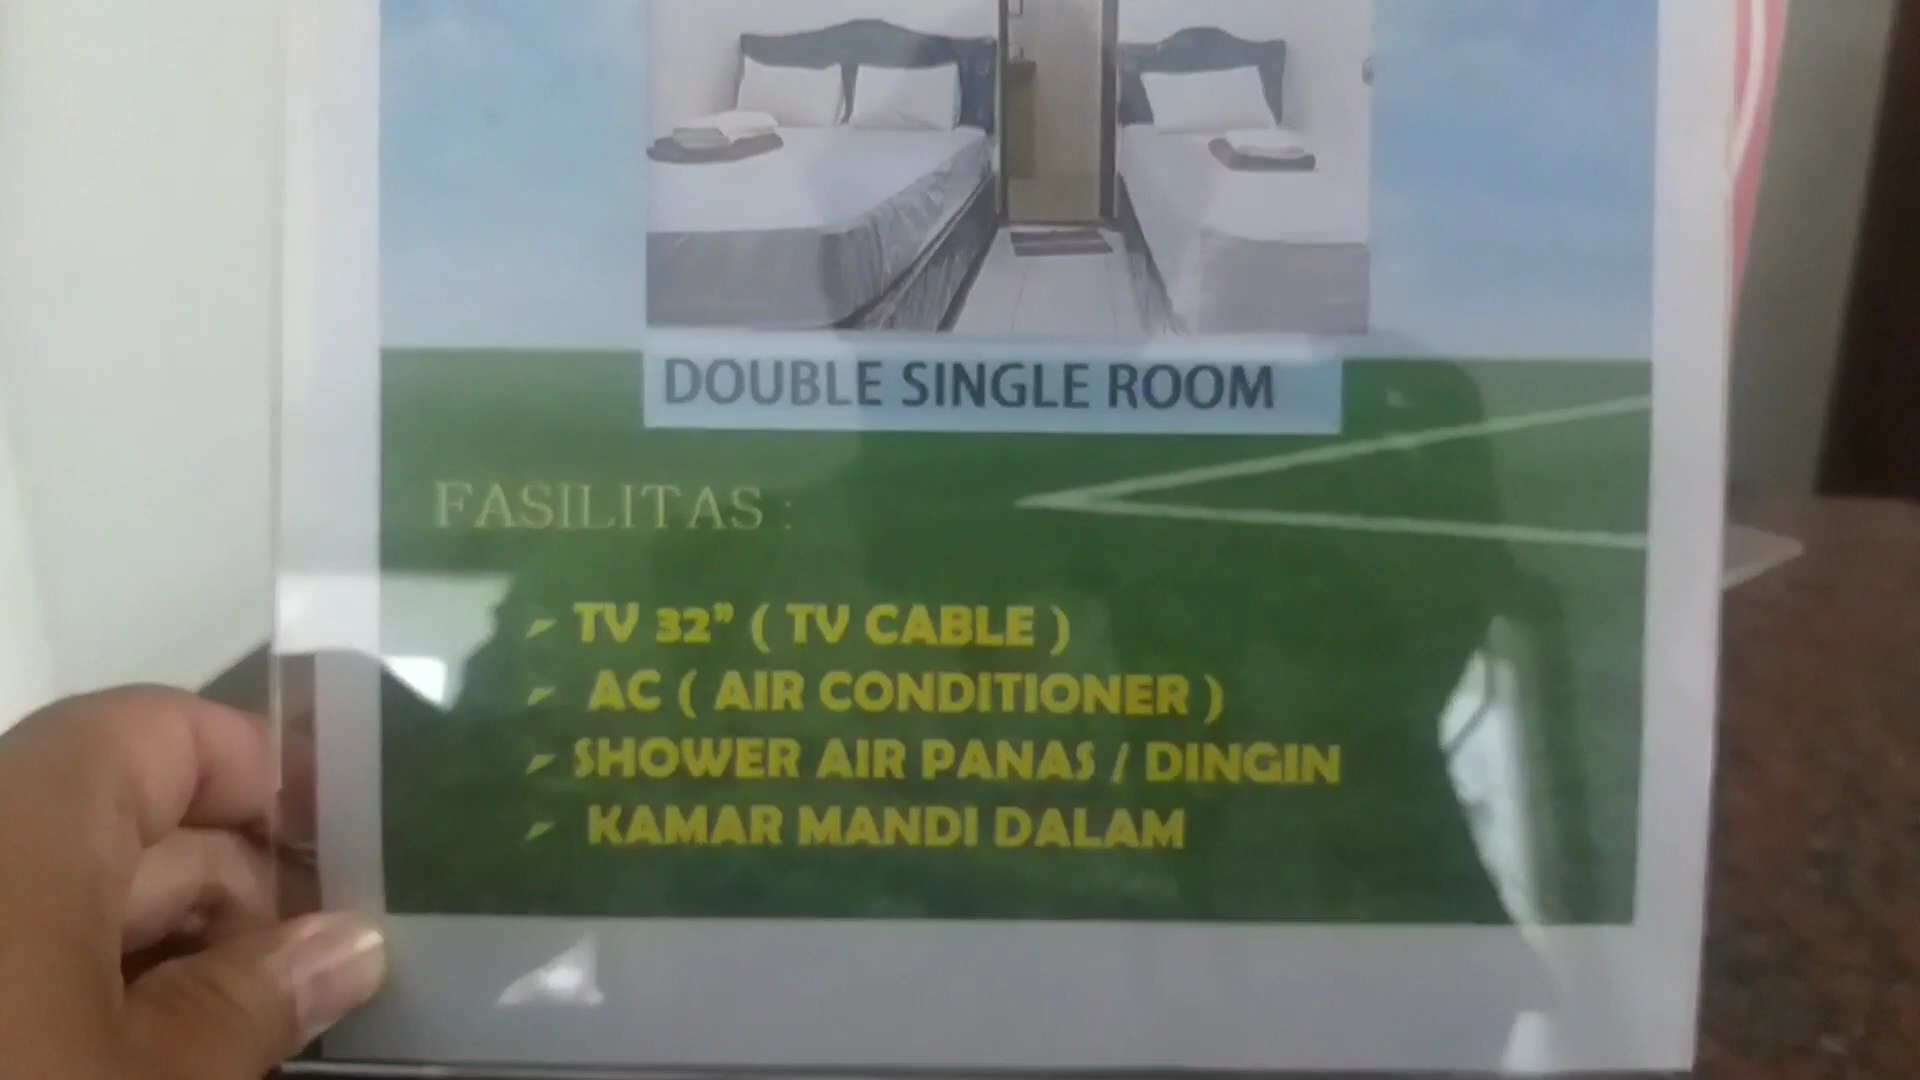 DOUBLE SINGLE ROOM
FASILITAS :
TV 32” ( TV CABLE )
AC ( AIR CONDITIONER )
SHOWER AIR PANAS / DINGIN
KAMAR MANDI DALAM